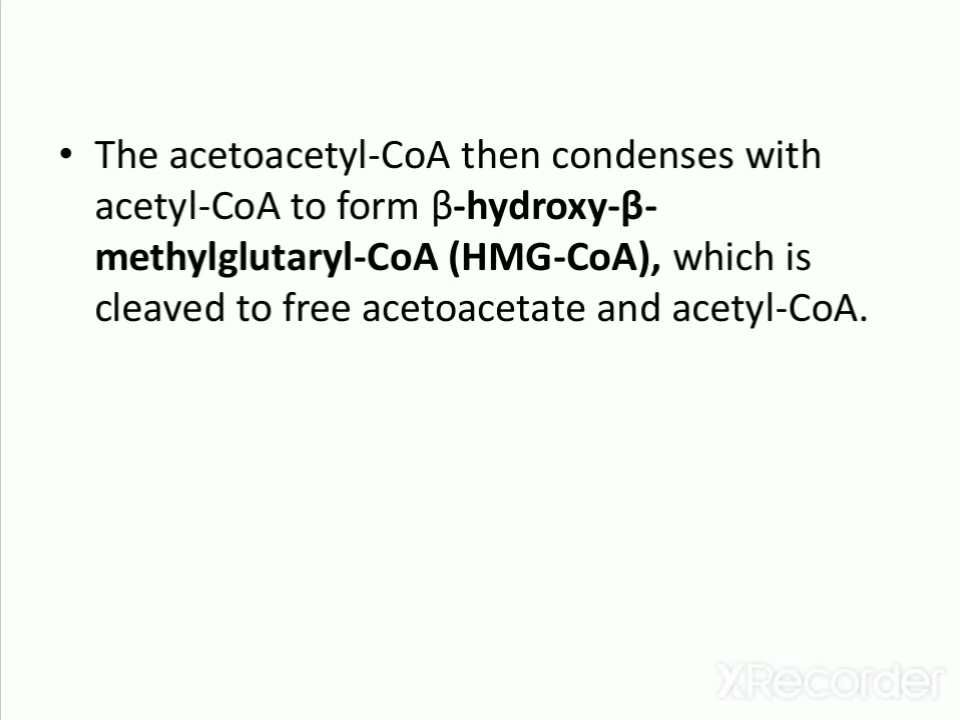 • The acetoacetyl-CoA then condenses with
acetyl-CoA to form β-hydroxy-β-
methylglutaryl-CoA (HMG-CoA), which is
cleaved to free acetoacetate and acetyl-CoA.
XRecorder